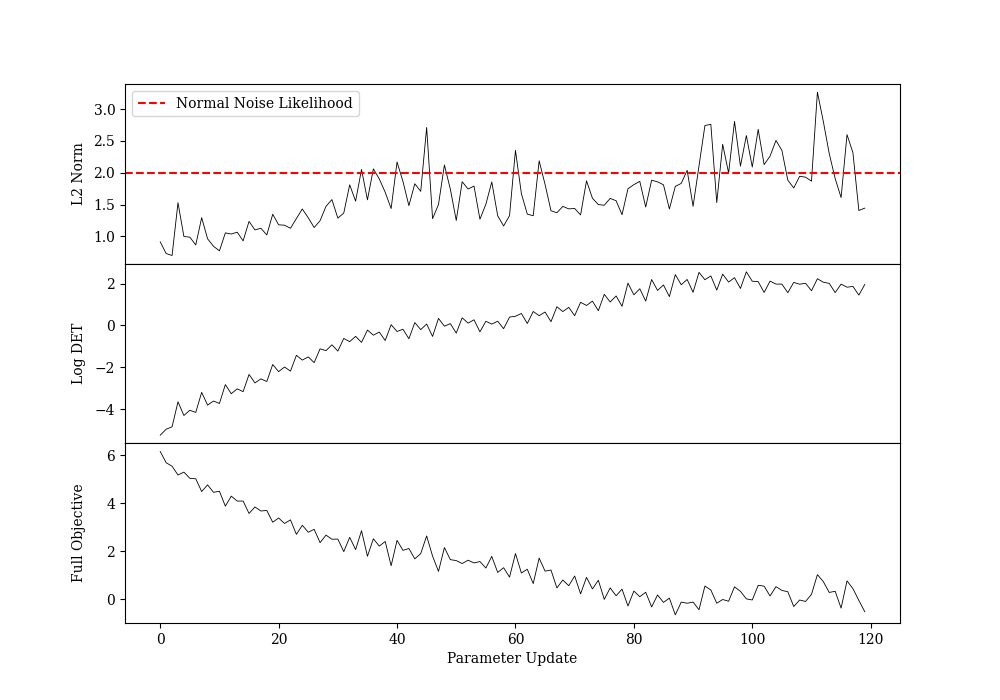 Normal Noise Likelihood
L2 Norm
3.0
2.5
2.0
1.5
1.0
Log DET
2
0
−2
−4
Full Objective
6
4
2
0
0 20 40 60 80 100 120
Parameter Update